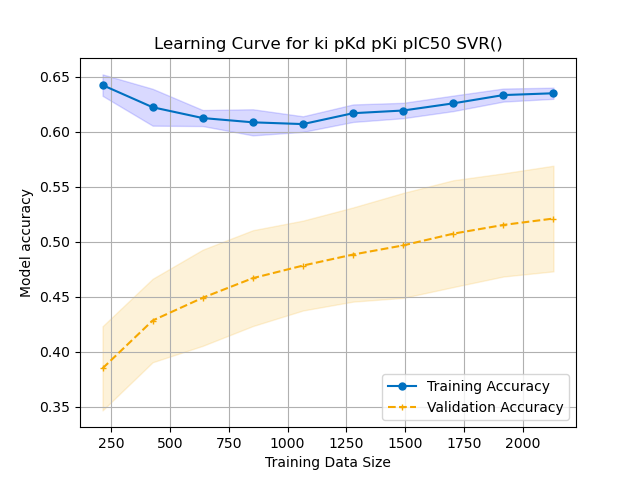 Learning Curve for ki pKd pKi pIC50 SVR()
Model accuracy
0.65
0.60
0.55
0.50
0.45
0.40
0.35
250 500 750 1000 1250 1500 1750 2000
Training Data Size
Training Accuracy
Validation Accuracy